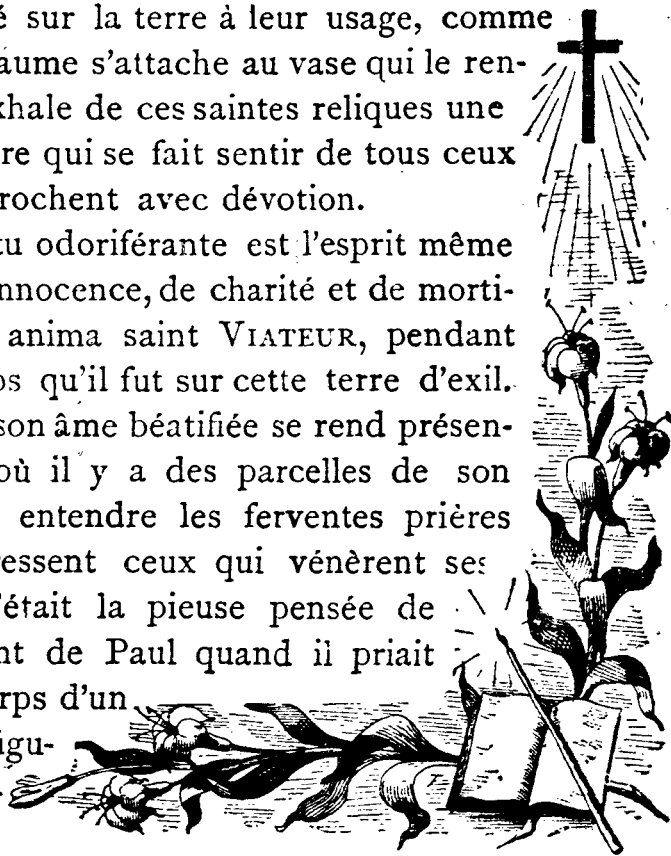 é sur la terre à leur usage, comme
aume s'attache au vase qui le ren-
xhale de ces saintes reliques une
re qui se fait sentir de tous ceux
rochent avec dévotion.
tu odoriférante est l'esprit même
nnocence, de charité et de morti-
anima saint VIATEUR, pendant
os qu'il fut sur cette terre d'exil.
son âme béatifiée se rend présen-
où il y a des parcelles de son
entendre les ferventes prières
ressent ceux qui vénèrent ses
'était la pieuse pensée de
nt de Paul quand il priait
rps d'un
igu-